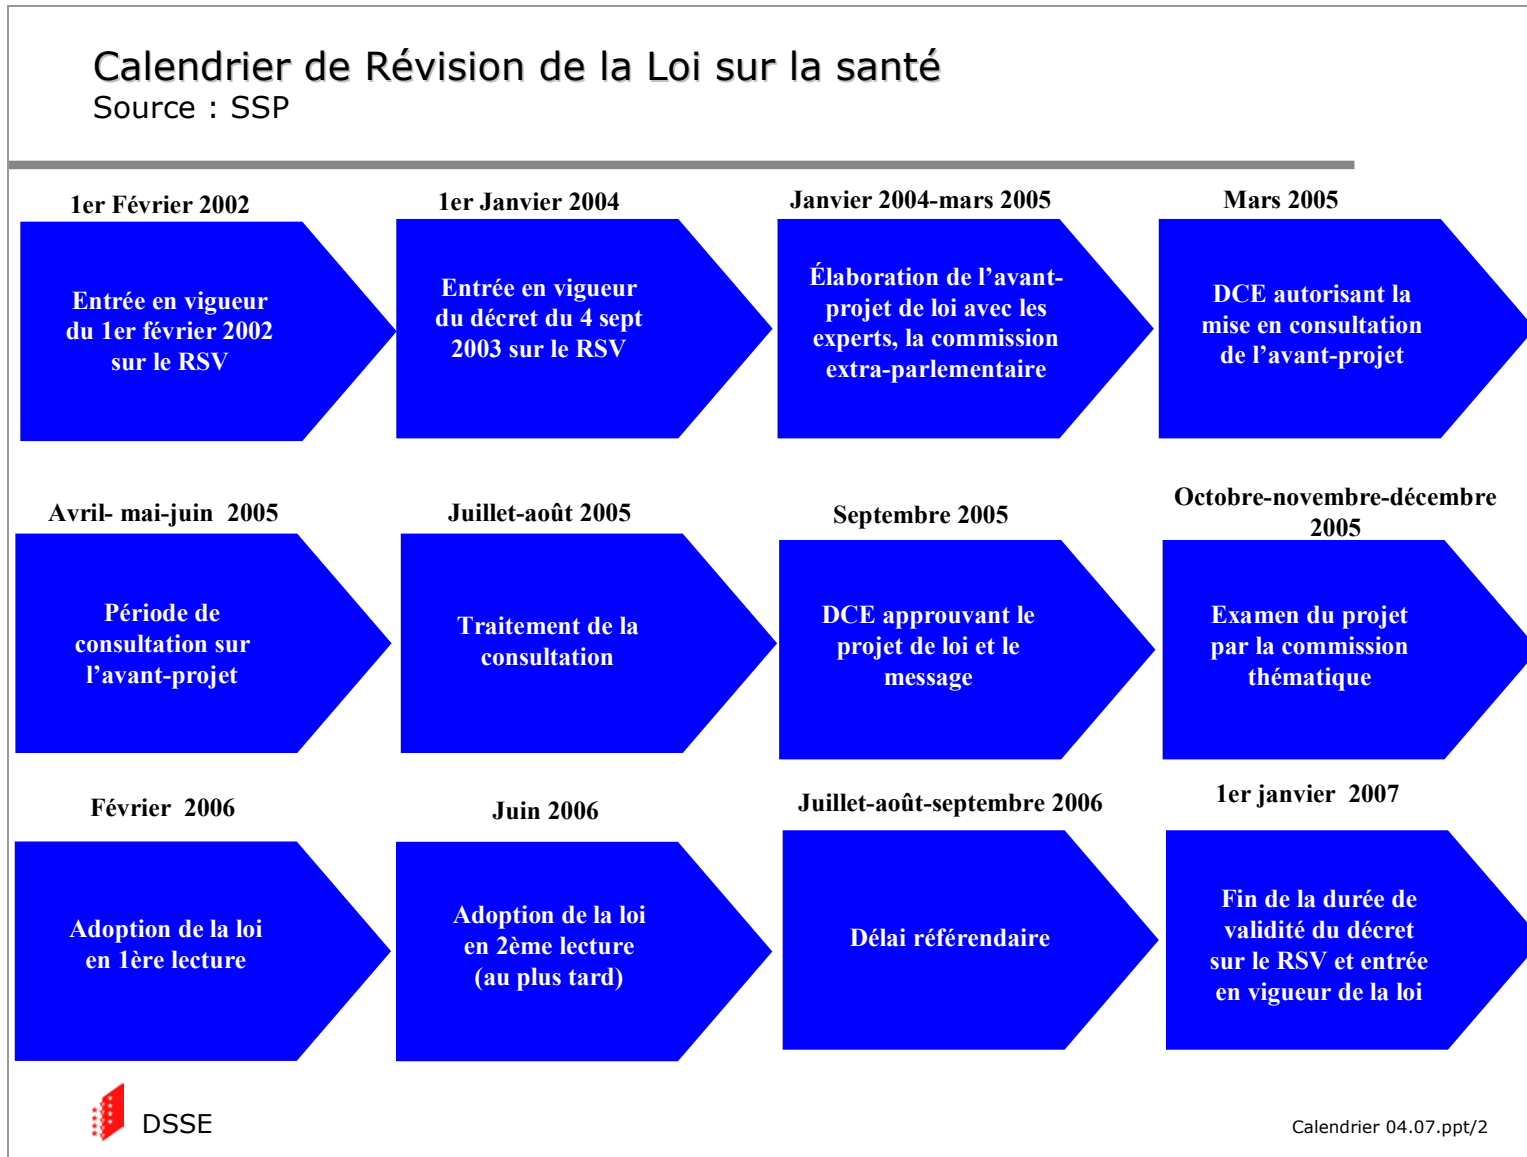 Calendrier de Révision de la Loi sur la santé
Source : SSP
1er Février 2002
Entrée en vigueur
du 1er février 2002
sur le RSV
1er Janvier 2004
Entrée en vigueur
du décret du 4 sept
2003 sur le RSV
Janvier 2004-mars 2005
Élaboration de l’avant-
projet de loi avec les
experts, la commission
extra-parlementaire
Mars 2005
DCE autorisant la
mise en consultation
de l’avant-projet
Avril- mai-juin  2005
Période de
consultation sur
l’avant-projet
Juillet-août 2005
Traitement de la
consultation
Septembre 2005
DCE approuvant le
projet de loi et le
message
Octobre-novembre-décembre
2005
Examen du projet
par la commission
thématique
Février  2006
Adoption de la loi
en 1ère lecture
Juin 2006
Adoption de la loi
en 2ème lecture
(au plus tard)
Juillet-août-septembre 2006
Délai référendaire
1er janvier  2007
Fin de la durée de
validité du décret
sur le RSV et entrée
en vigueur de la loi
DSSE
Calendrier 04.07.ppt/2